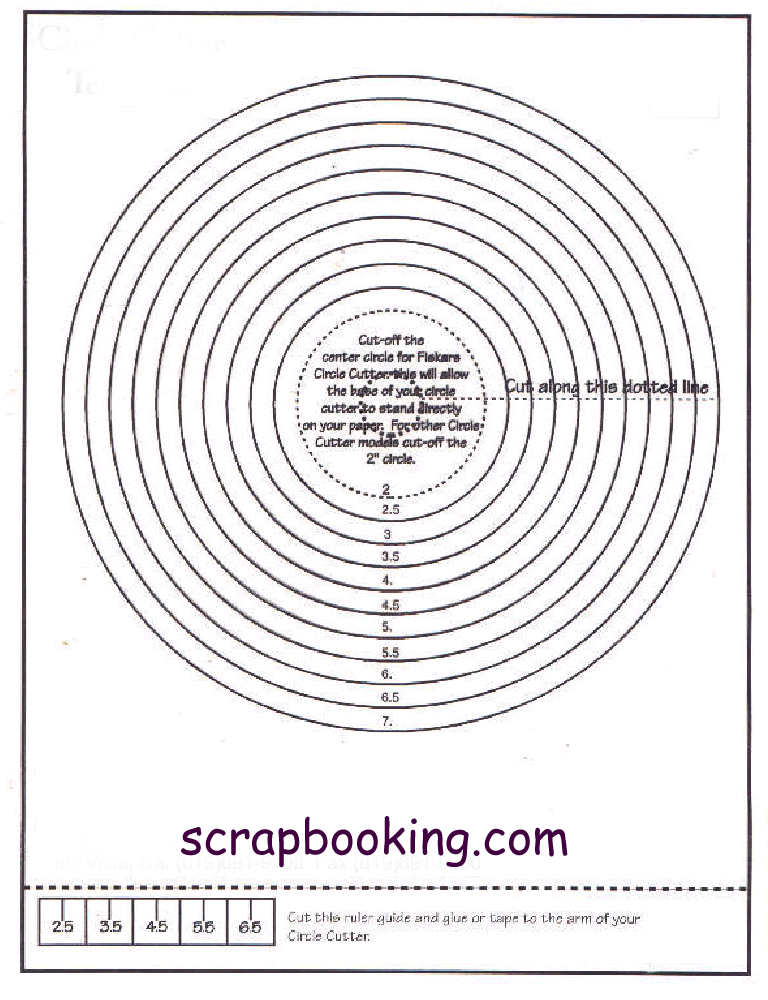 Cut-off the
center circle for Fiskars
Circle Cutter this will allow
the base of your circle
cutter to stand directly
on your paper. For other Circle
Cutter models cut-off the
2" circle.
Cut along this dotted line
2
2.5
3
3.5
4.
4.5
5.
5.5
6.
6.5
7.
scrapbooking.com
2.5 3.5 4.5 5.5 6.5
Cut this ruler guide and glue or tape to the arm of your
Circle Cutter.